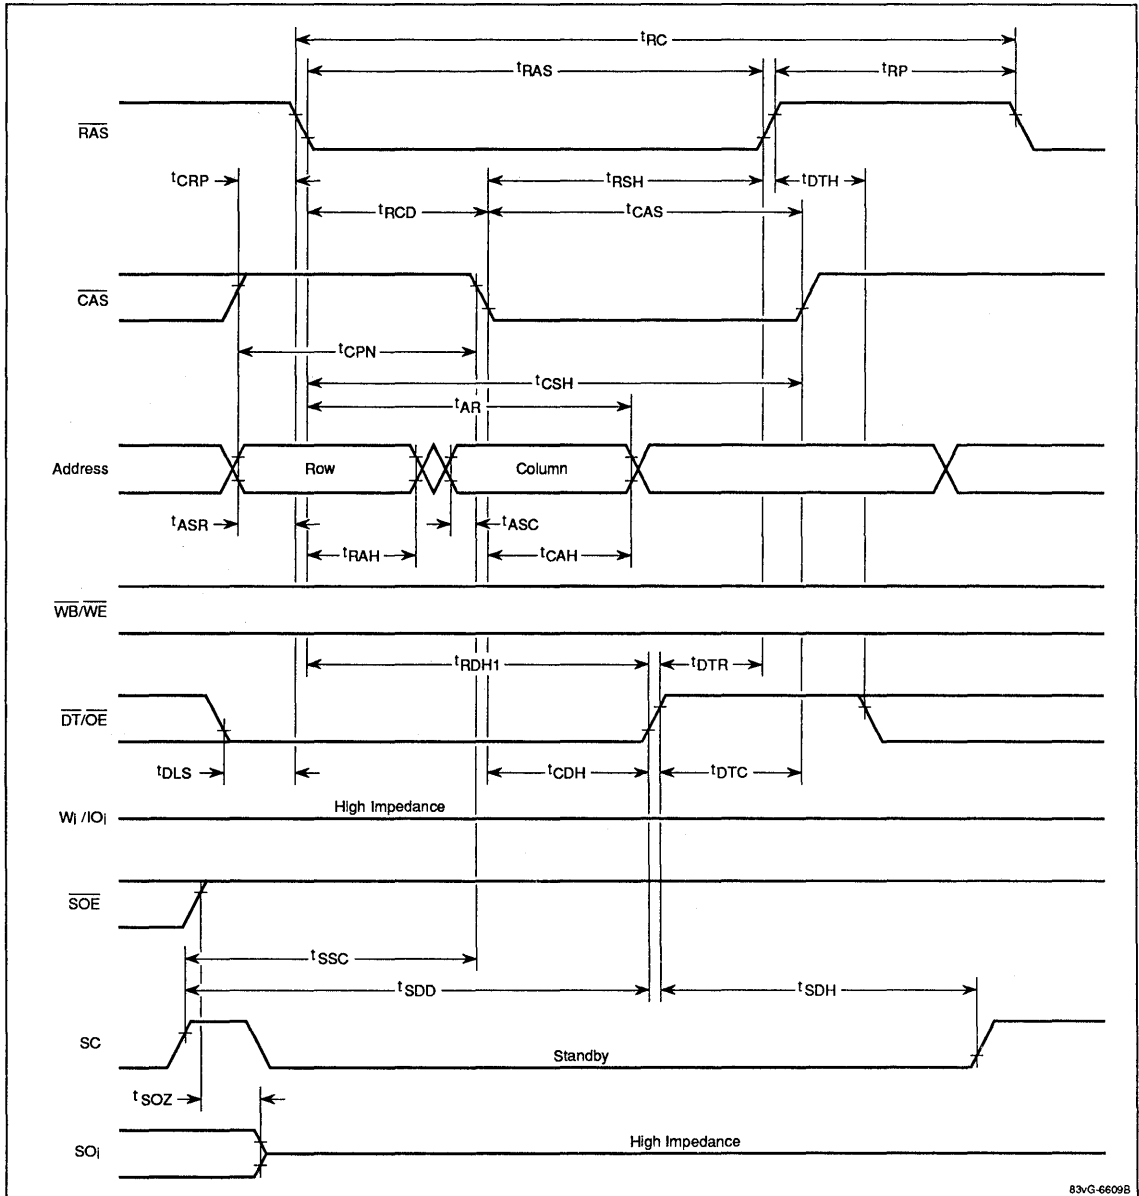 tRC
tRAS
tRP
RAS
tCRP
tRSH
tDTH
tRCD
tCAS
CAS
tCPN
tCSH
tAR
Address
Row
Column
tASR
tASC
tRAH
tCAH
WB/WE
tRDH1
tDTR
DT/OE
tDLS
tCDH
tDTC
High Impedance
Wi /IOi
SOE
tSSC
tSDD
tSDH
SC
Standby
tSOZ
High Impedance
SOi
83vG-6609B